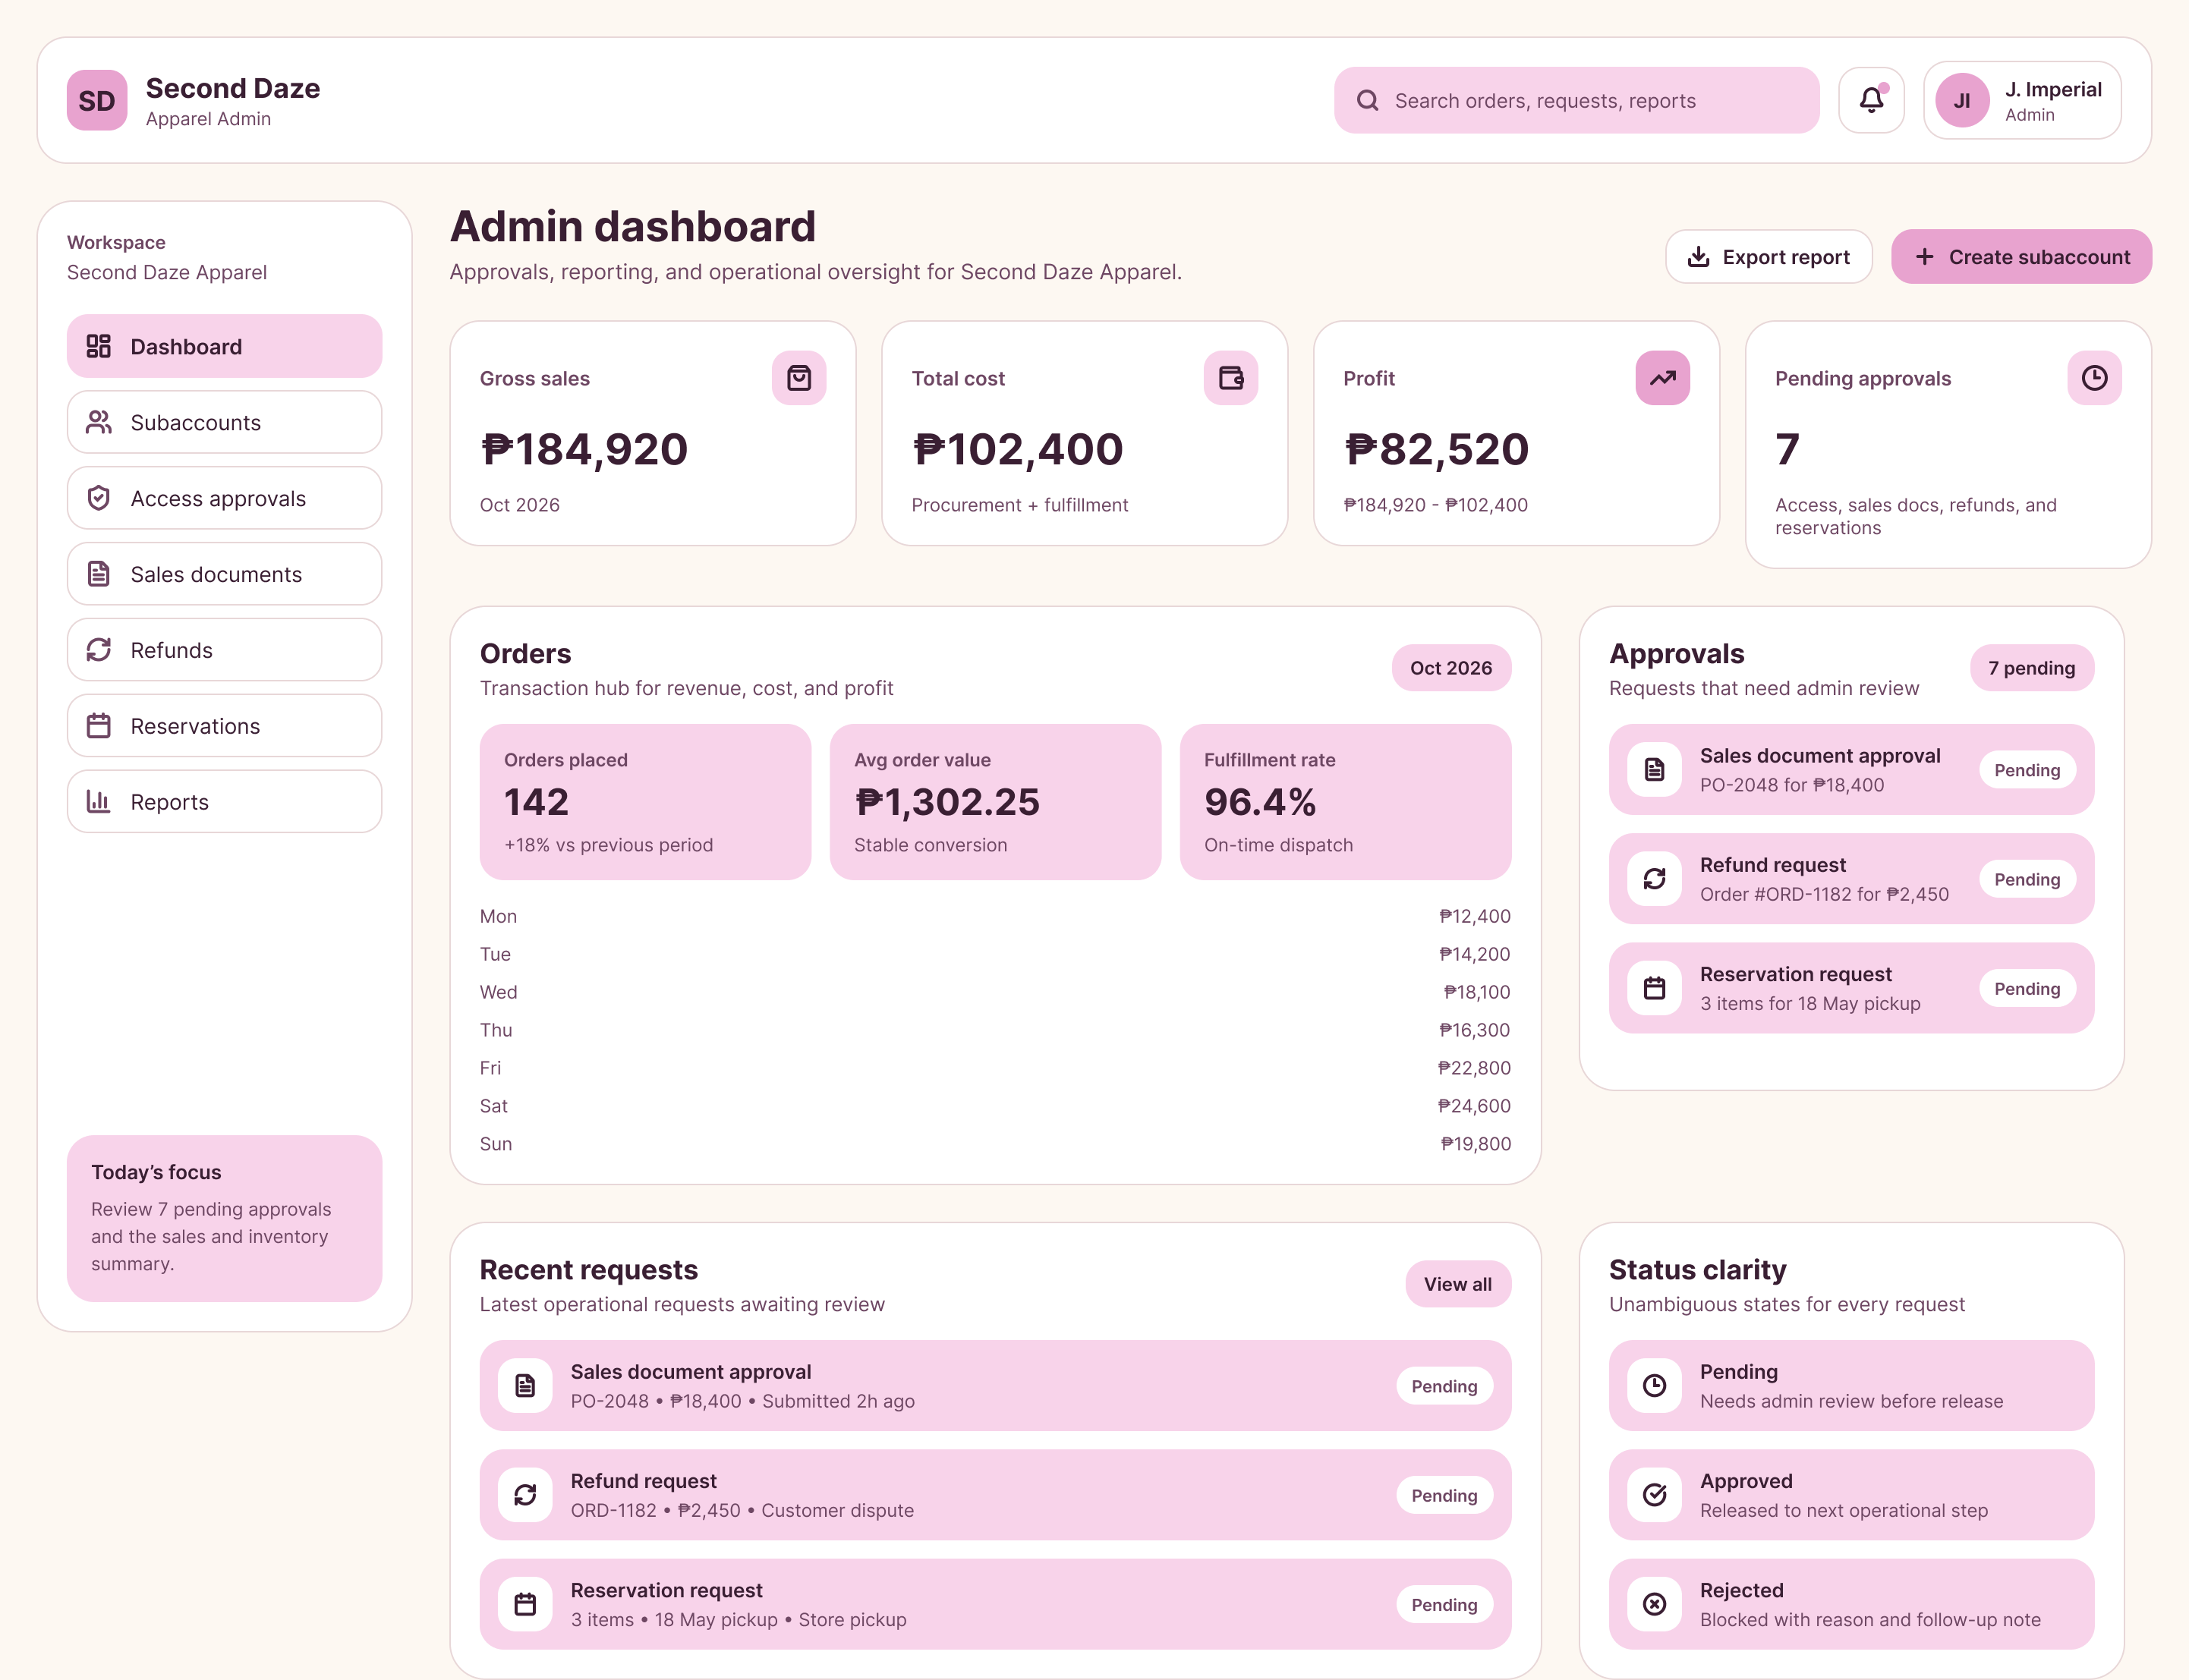 SD
Second Daze
Apparel Admin
Search orders, requests, reports
JI
J. Imperial
Admin
Workspace
Second Daze Apparel
Dashboard
Subaccounts
Access approvals
Sales documents
Refunds
Reservations
Reports
Today’s focus
Review 7 pending approvals
and the sales and inventory
summary.
Admin dashboard
Approvals, reporting, and operational oversight for Second Daze Apparel.
Export report
Create subaccount
Gross sales
₱184,920
Oct 2026
Total cost
₱102,400
Procurement + fulfillment
Profit
₱82,520
₱184,920 - ₱102,400
Pending approvals
7
Access, sales docs, refunds, and
reservations
Orders
Transaction hub for revenue, cost, and profit
Oct 2026
Orders placed
142
+18% vs previous period
Avg order value
₱1,302.25
Stable conversion
Fulfillment rate
96.4%
On-time dispatch
Mon ₱12,400
Tue ₱14,200
Wed ₱18,100
Thu ₱16,300
Fri ₱22,800
Sat ₱24,600
Sun ₱19,800
Approvals
Requests that need admin review
7 pending
Sales document approval
PO-2048 for ₱18,400
Pending
Refund request
Order #ORD-1182 for ₱2,450
Pending
Reservation request
3 items for 18 May pickup
Pending
Recent requests
Latest operational requests awaiting review
View all
Sales document approval
PO-2048 • ₱18,400 • Submitted 2h ago
Pending
Refund request
ORD-1182 • ₱2,450 • Customer dispute
Pending
Reservation request
3 items • 18 May pickup • Store pickup
Pending
Status clarity
Unambiguous states for every request
Pending
Needs admin review before release
Approved
Released to next operational step
Rejected
Blocked with reason and follow-up note